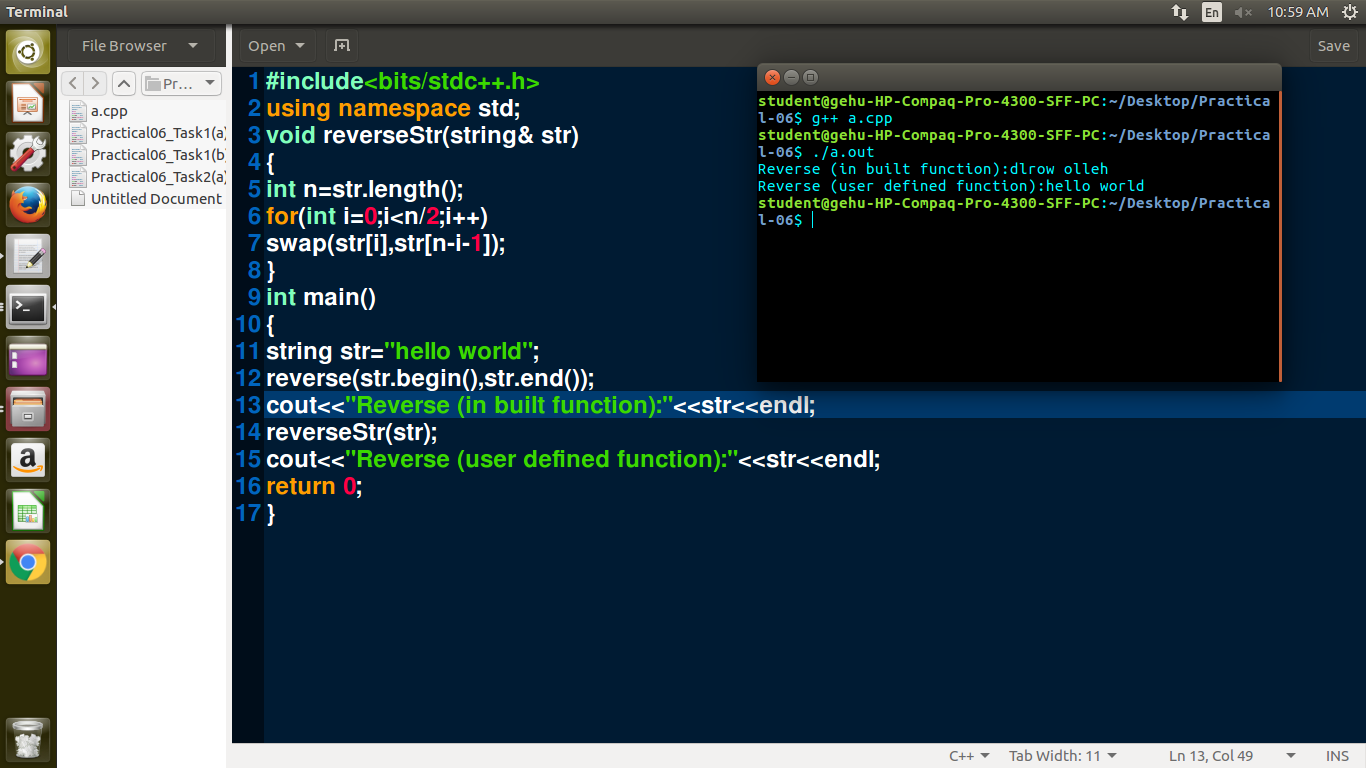 Terminal
En
10:59 AM
File Browser
Open
Save
Pr...
a.cpp
Practical06_Task1(a)
Practical06_Task1(b
Practical06_Task2(a)
Untitled Document
1 #include<bits/stdc++.h>
2 using namespace std;
3 void reverseStr(string& str)
4 {
5 int n=str.length();
6 for(int i=0;i<n/2;i++)
7 swap(str[i],str[n-i-1]);
8 }
9 int main()
10 {
11 string str="hello world";
12 reverse(str.begin(),str.end());
13 cout<<"Reverse (in built function):"<<str<<endl;
14 reverseStr(str);
15 cout<<"Reverse (user defined function):"<<str<<endl;
16 return 0;
17 }
student@gehu-HP-Compaq-Pro-4300-SFF-PC:~/Desktop/Practica
l-06$ g++ a.cpp
student@gehu-HP-Compaq-Pro-4300-SFF-PC:~/Desktop/Practica
l-06$ ./a.out
Reverse (in built function):dlrow olleh
Reverse (user defined function):hello world
student@gehu-HP-Compaq-Pro-4300-SFF-PC:~/Desktop/Practica
l-06$
C++ Tab Width: 11 Ln 13, Col 49 INS